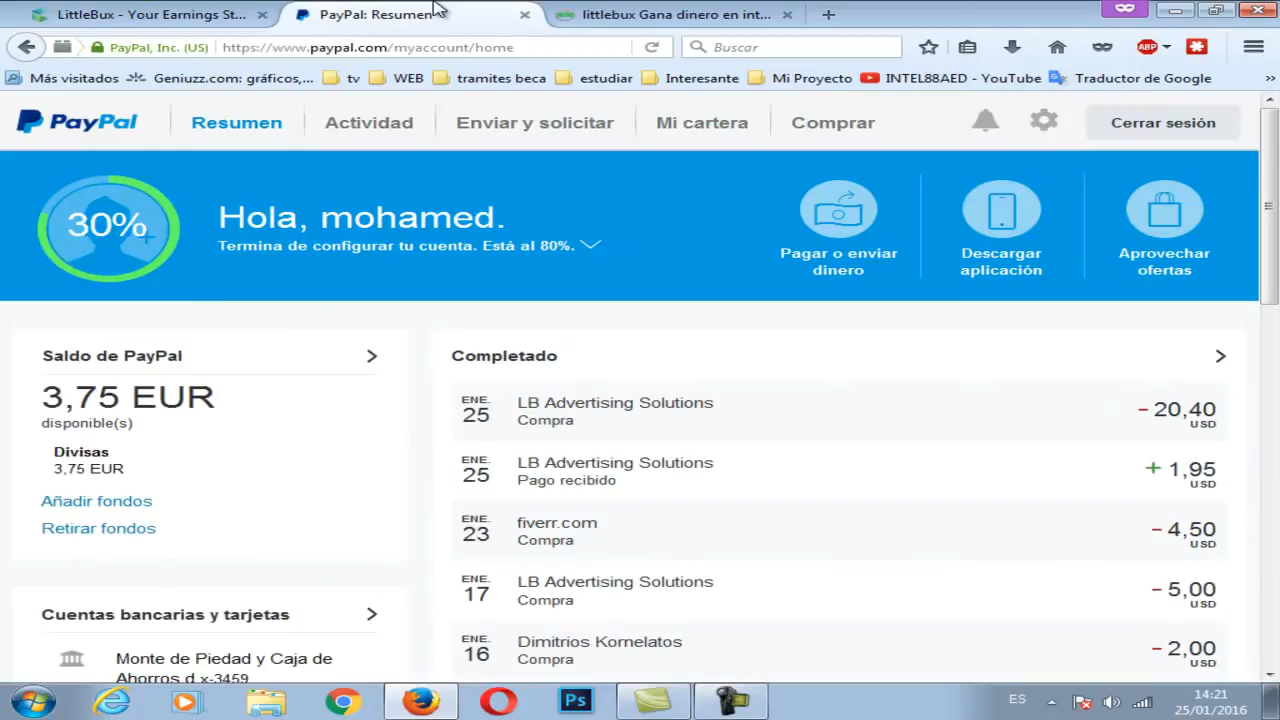 LittleBux - Your Earnings St...
PayPal: Resumen
littlebux Gana dinero en int...
PayPal, Inc. (US)
https://www.paypal.com/myaccount/home
Buscar
ABP
Más visitados
Geniuzz.com: gráficos,...
tv
WEB
tramites beca
estudiar
Interesante
Mi Proyecto
INTEL88AED - YouTube
Traductor de Google
PayPal
Resumen
Actividad
Enviar y solicitar
Mi cartera
Comprar
Cerrar sesión
30%
Hola, mohamed.
Termina de configurar tu cuenta. Está al 80%.
Pagar o enviar
dinero
Descargar
aplicación
Aprovechar
ofertas
Saldo de PayPal
3,75 EUR
disponible(s)
Divisas
3,75 EUR
Añadir fondos
Retirar fondos
Cuentas bancarias y tarjetas
Monte de Piedad y Caja de
Ahorros d x-3459
Completado
ENE.
25
LB Advertising Solutions
Compra
- 20,40
USD
ENE.
25
LB Advertising Solutions
Pago recibido
+ 1,95
USD
ENE.
23
fiverr.com
Compra
- 4,50
USD
ENE.
17
LB Advertising Solutions
Compra
- 5,00
USD
ENE.
16
Dimitrios Kornelatos
Compra
- 2,00
USD
Ps
ES
14:21
25/01/2016